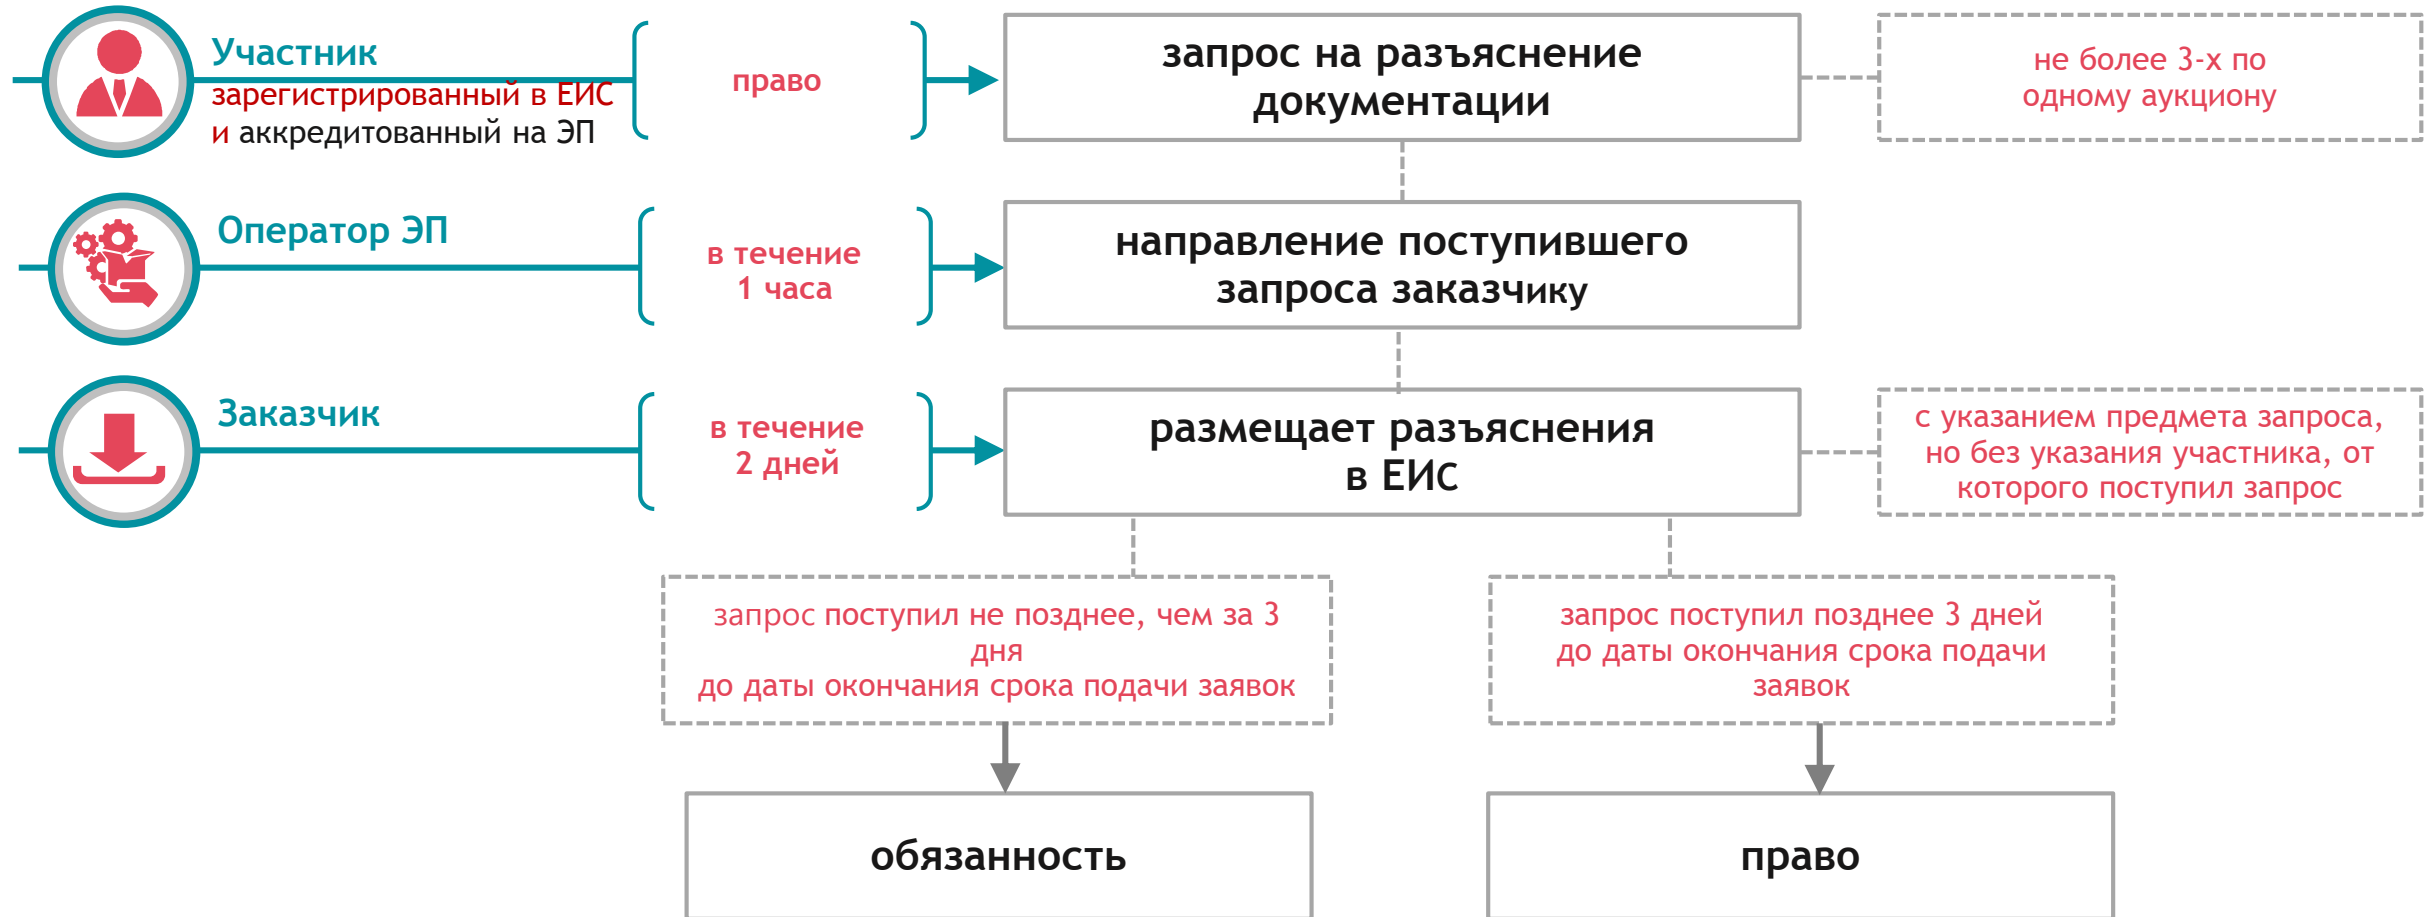 Участник
зарегистрированный в ЕИС
и аккредитованный на ЭП
право
запрос на разъяснение
документации
не более 3-х по
одному аукциону
Оператор ЭП
в течение
1 часа
направление поступившего
запроса заказчику
Заказчик
в течение
2 дней
размещает разъяснения
в ЕИС
с указанием предмета запроса,
но без указания участника, от
которого поступил запрос
запрос поступил не позднее, чем за 3
дня
до даты окончания срока подачи заявок
запрос поступил позднее 3 дней
до даты окончания срока подачи
заявок
обязанность
право